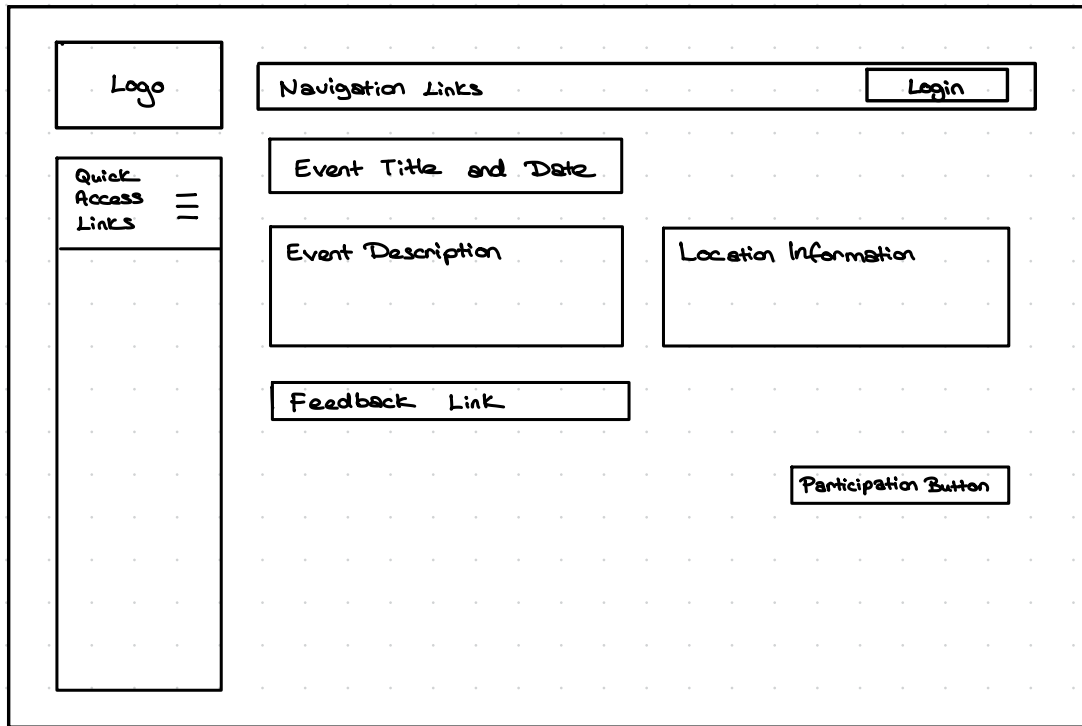 Logo
Navigation Links
Login
Quick
Access
Links
Event Title and Date
Event Description
Location Information
Feedback Link
Participation Button